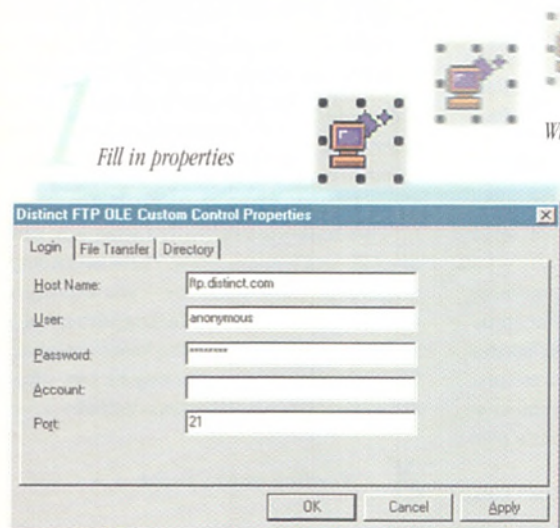 1
Fill in properties
Distinct FTP OLE Custom Control Properties
Login File Transfer Directory
Host Name: ftp.distinct.com
User: anonymous
Password: ********
Account:
Port: 21
OK Cancel Apply